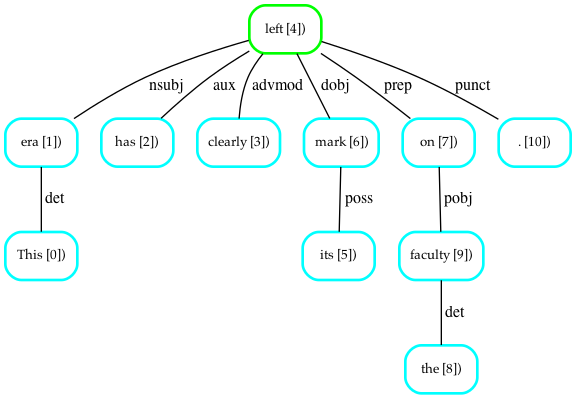 left [4])
nsubj aux advmod dobj prep punct
era [1]) has [2]) clearly [3]) mark [6]) on [7]) . [10])
det poss pobj
This [0]) its [5]) faculty [9])
det
the [8])